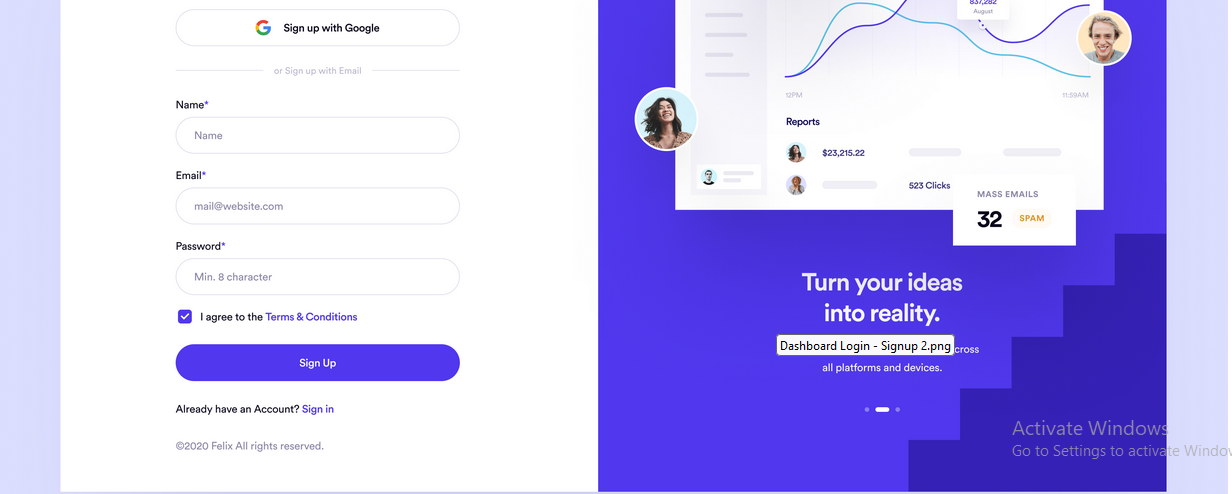 Sign up with Google
or Sign up with Email
Name*
Name
Email*
mail@website.com
Password*
Min. 8 character
I agree to the Terms & Conditions
Sign Up
Already have an Account? Sign in
©2020 Felix All rights reserved.
837,282
August
12PM
11:59AM
Reports
$23,215.22
523 Clicks
MASS EMAILS
32
SPAM
Turn your ideas
into reality.
Dashboard Login - Signup 2.png
all platforms and devices.
Activate Windows
Go to Settings to activate